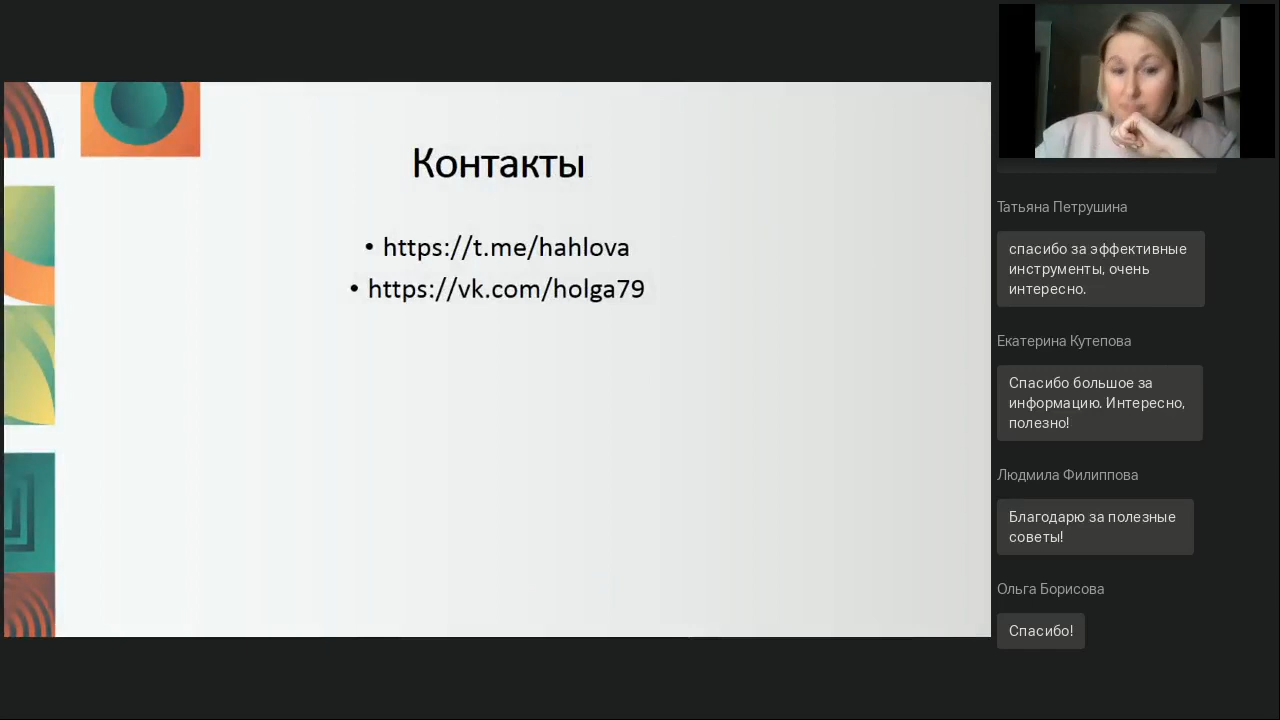 Контакты
• https://t.me/hahlova
• https://vk.com/holga79
Татьяна Петрушина
спасибо за эффективные
инструменты, очень
интересно.
Екатерина Кутепова
Спасибо большое за
информацию. Интересно,
полезно!
Людмила Филиппова
Благодарю за полезные
советы!
Ольга Борисова
Спасибо!